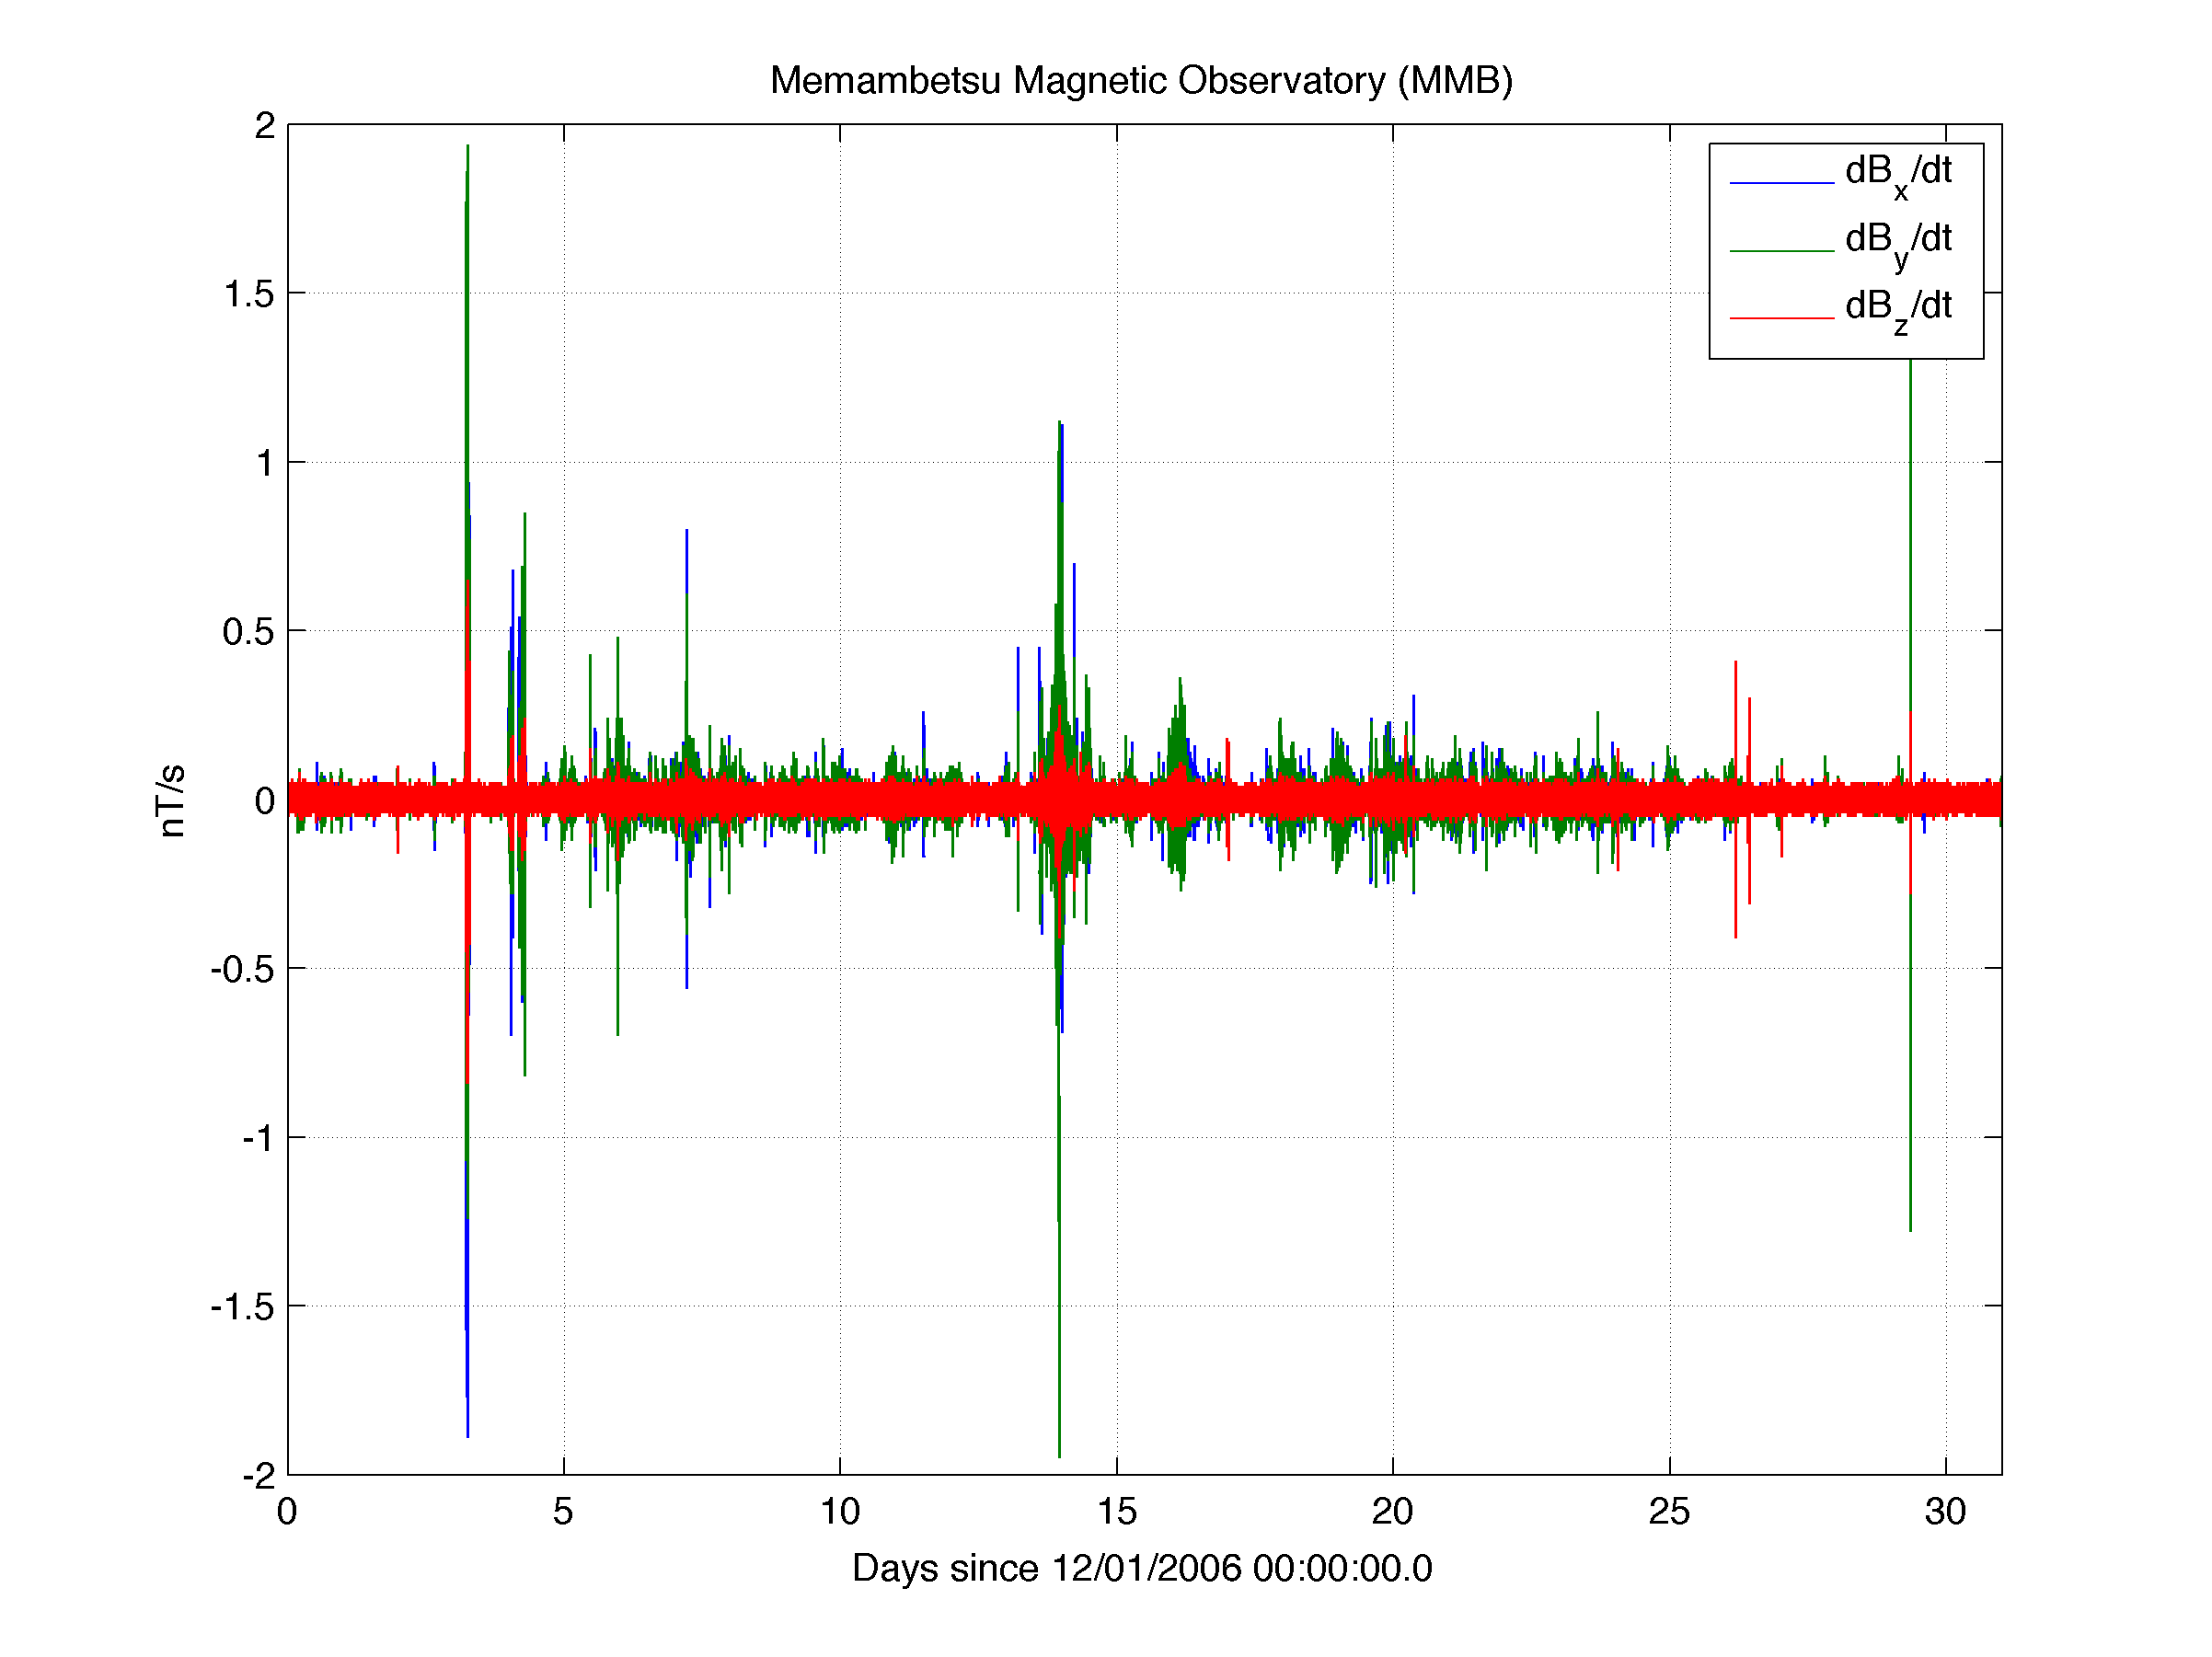 Memambetsu Magnetic Observatory (MMB)
dBx/dt
dBy/dt
dBz/dt
nT/s
2
1.5
1
0.5
0
-0.5
-1
-1.5
-2
0 5 10 15 20 25 30
Days since 12/01/2006 00:00:00.0